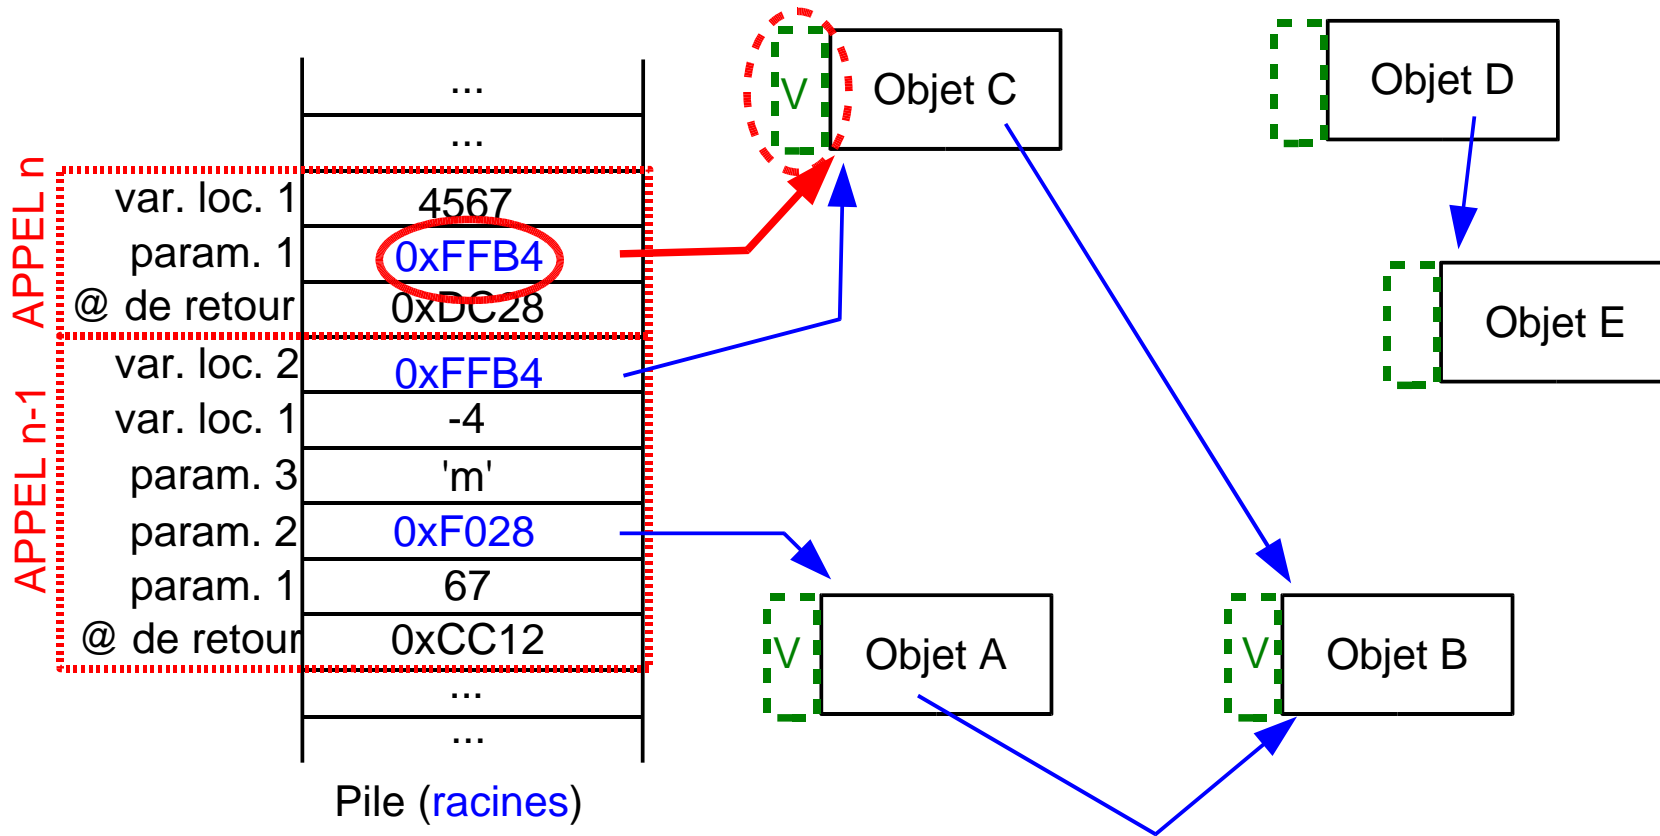 ...
...
APPEL n
var. loc. 1 4567
param. 1 0xFFB4
@ de retour 0xDC28
APPEL n-1
var. loc. 2 0xFFB4
var. loc. 1 -4
param. 3 'm'
param. 2 0xF028
param. 1 67
@ de retour 0xCC12
...
...
Pile (racines)
V Objet C
Objet D
Objet E
V Objet A
V Objet B